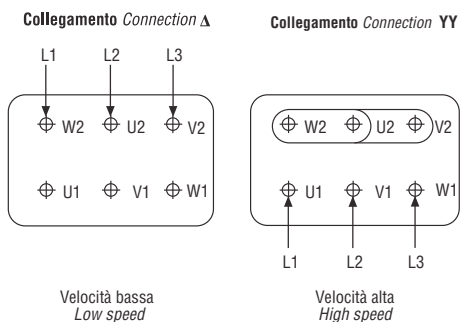 Collegamento Connection Δ
L1 L2 L3
W2 U2 V2
U1 V1 W1
Velocità bassa
Low speed
Collegamento Connection YY
W2 U2 V2
U1 V1 W1
L1 L2 L3
Velocità alta
High speed